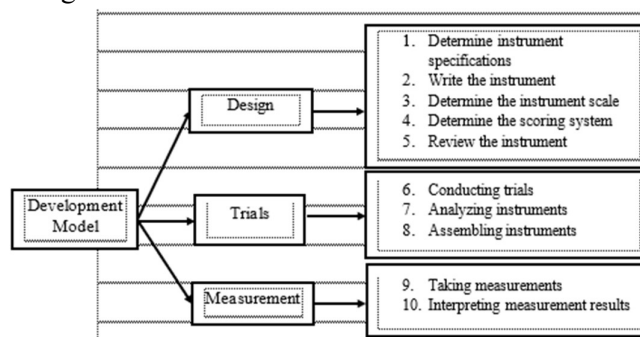 Development
Model
Design
Trials
Measurement
1. Determine instrument
specifications
2. Write the instrument
3. Determine the instrument scale
4. Determine the scoring system
5. Review the instrument
6. Conducting trials
7. Analyzing instruments
8. Assembling instruments
9. Taking measurements
10. Interpreting measurement results